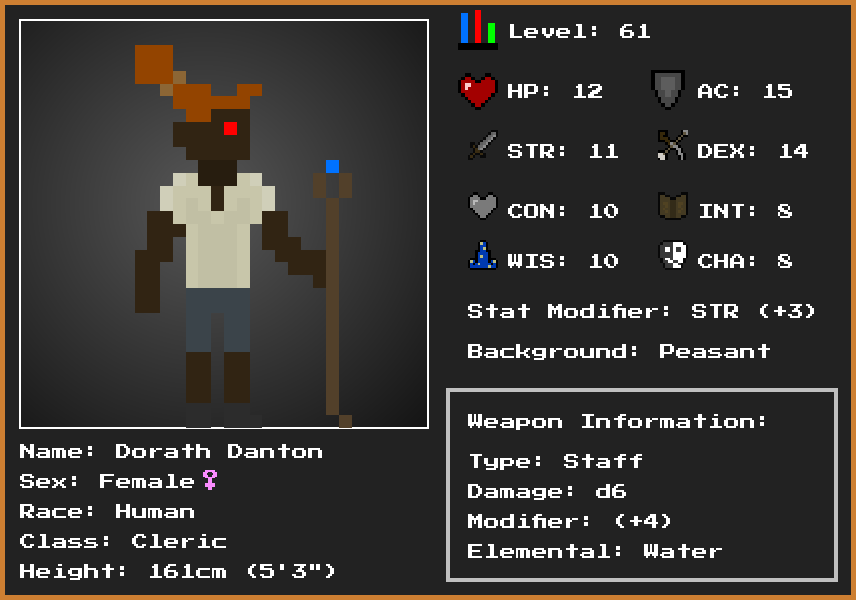 Level: 61
HP: 12 AC: 15
STR: 11 DEX: 14
CON: 10 INT: 8
WIS: 10 CHA: 8
Stat Modifier: STR (+3)
Background: Peasant
Weapon Information:
Type: Staff
Damage: d6
Modifier: (+4)
Elemental: Water
Name: Dorath Danton
Sex: Female♀
Race: Human
Class: Cleric
Height: 161cm (5'3")